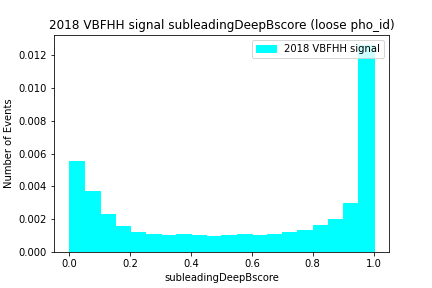 2018 VBFHH signal subleadingDeepBscore (loose pho_id)
2018 VBFHH signal
Number of Events
0.012
0.010
0.008
0.006
0.004
0.002
0.000
0.0 0.2 0.4 0.6 0.8 1.0
subleadingDeepBscore